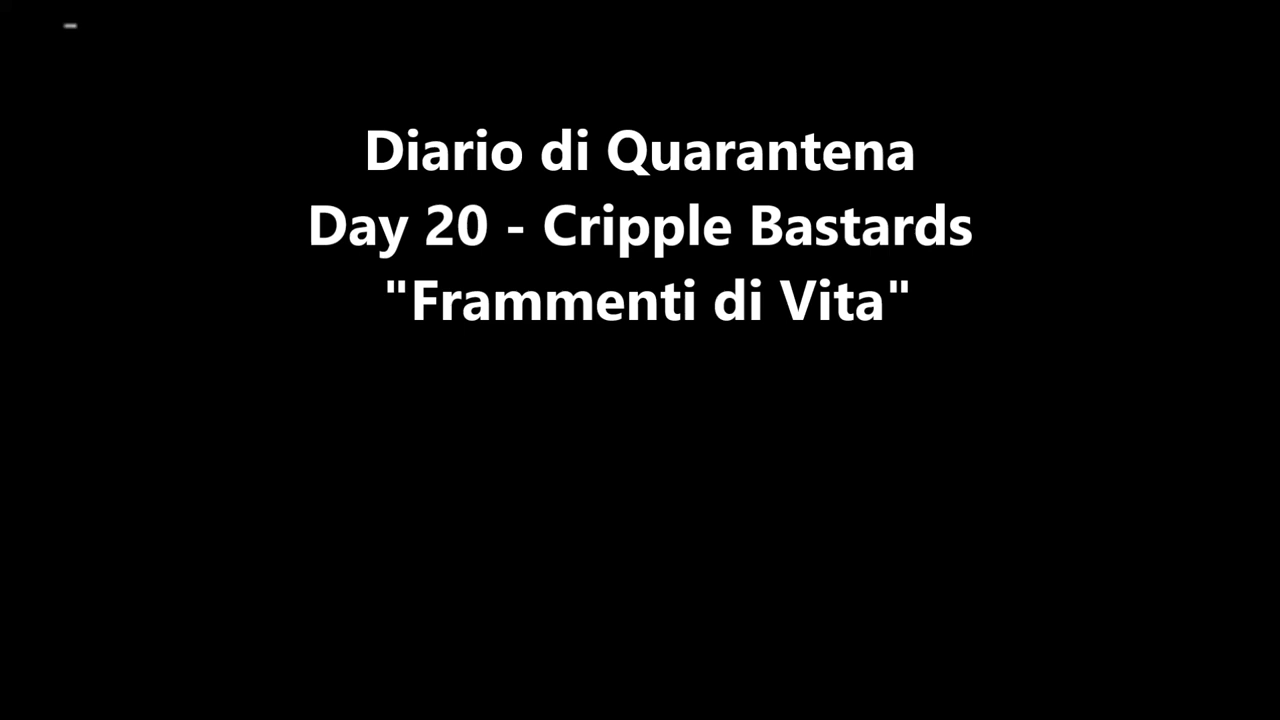 Diario di Quarantena
Day 20 - Cripple Bastards
"Frammenti di Vita"